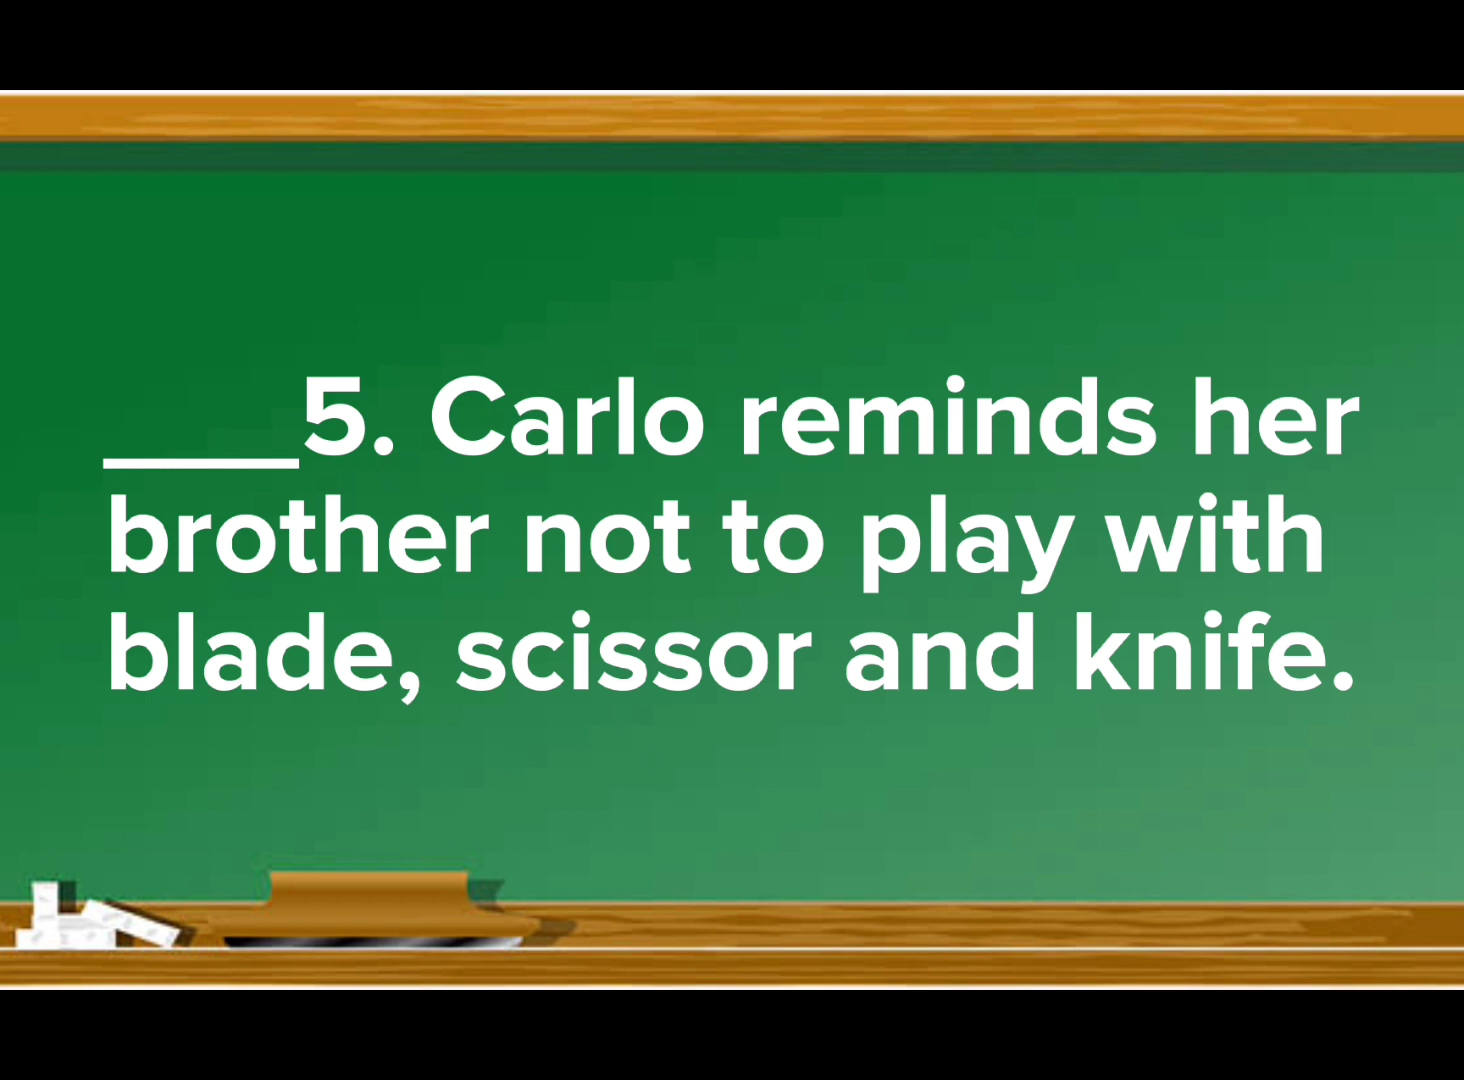 ____5. Carlo reminds her
brother not to play with
blade, scissor and knife.